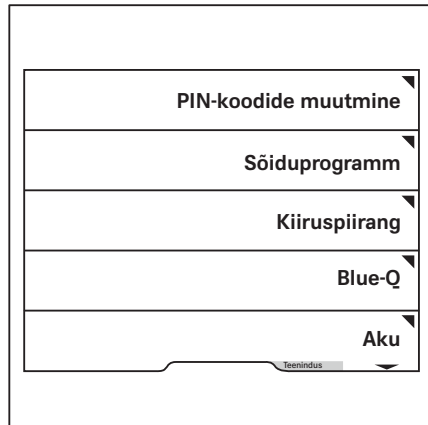 PIN-koodide muutmine
Sõiduprogramm
Kiiruspiirang
Blue-Q
Aku
Teenindus